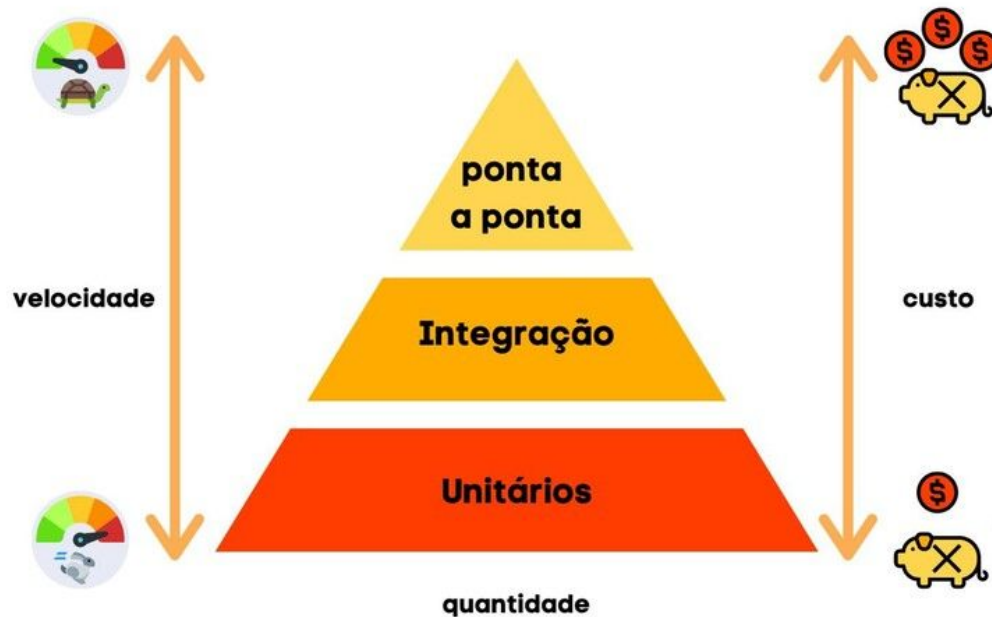 ponta
a ponta
velocidade
custo
Integração
Unitários
quantidade
$
$
$
$